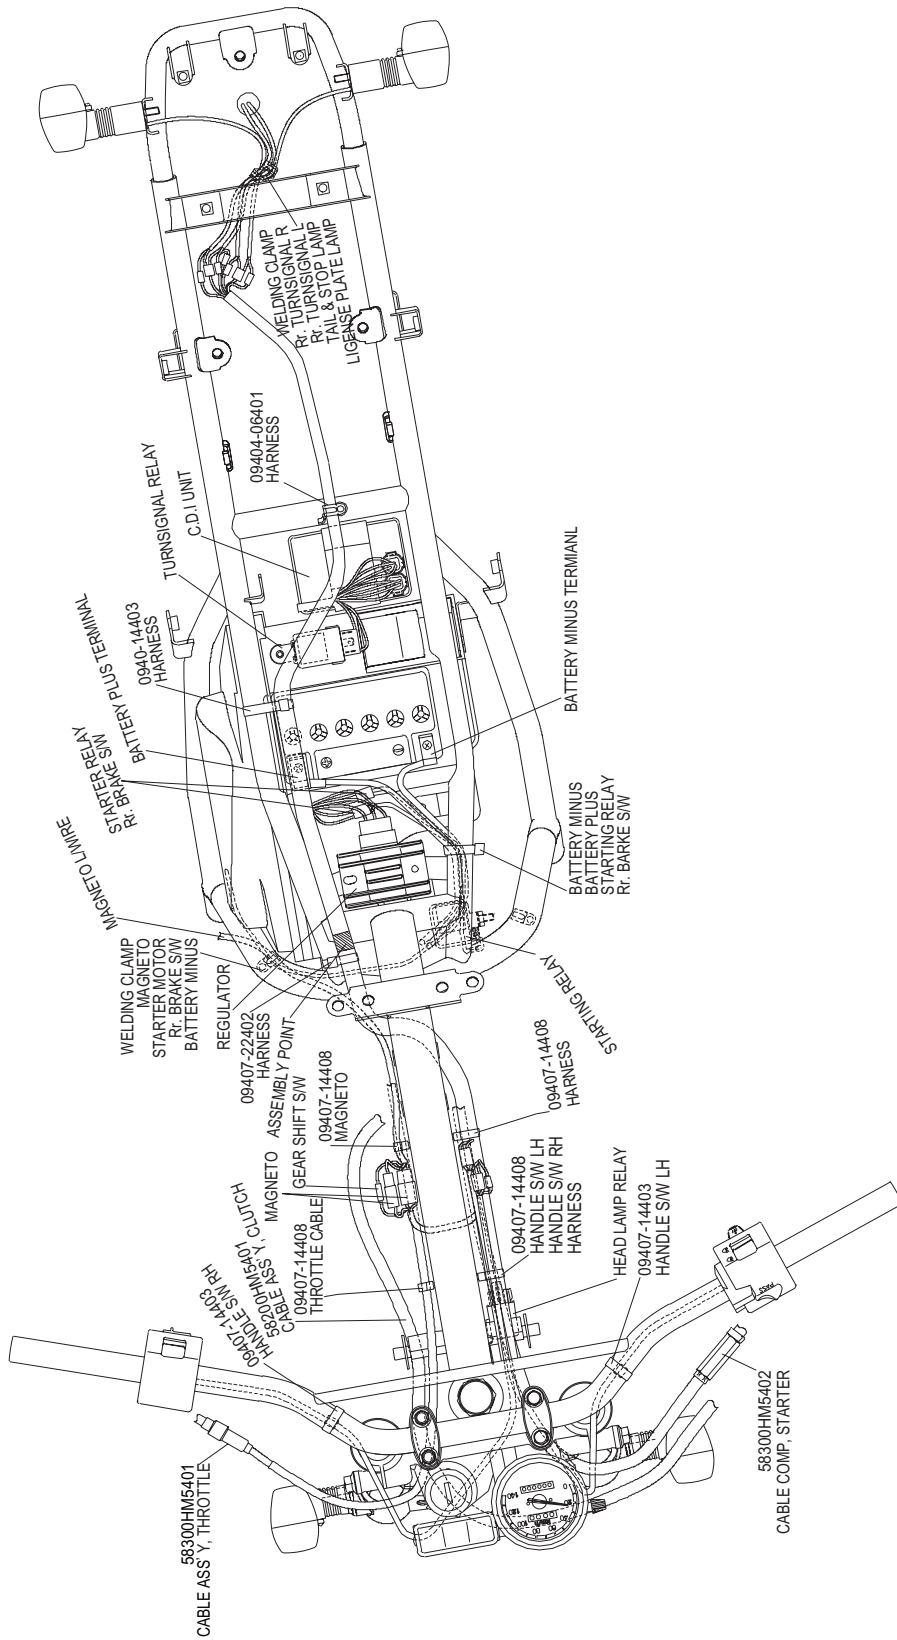 WELDING CLAMP
Rr. TURNSIGNAL R
Rr. TURNSIGNAL L
TAIL & STOP LAMP
LIGENSE PLATE LAMP
09404-06401
HARNESS
TURNSIGNAL RELAY
C.D.I UNIT
0940-14403
HARNESS
BATTERY PLUS TERMINAL
STARTER RELAY
Rr. BRAKE S/W
BATTERY MINUS TERMIANL
MAGNETO L/WIRE
BATTERY MINUS
BATTERY PLUS
STARTING RELAY
Rr. BARKE S/W
WELDING CLAMP
MAGNETO
STARTER MOTOR
Rr. BRAKE S/W
BATTERY MINUS
REGULATOR
09407-22402
HARNESS
ASSEMBLY POINT
STARTING RELAY
MAGNETO
GEAR SHIFT S/W
09407-14408
MAGNETO
09407-14408
HARNESS
09407-14408
THROTTLE CABLE
09407-14408
HANDLE S/W LH
HANDLE S/W RH
HARNESS
58200HM5401
CABLE ASS'Y, CLUTCH
09407-14403
HANDLE S/W RH
HEAD LAMP RELAY
09407-14403
HANDLE S/W LH
58300HM5401
CABLE ASS'Y, THROTTLE
58300HM5402
CABLE COMP, STARTER
PASS